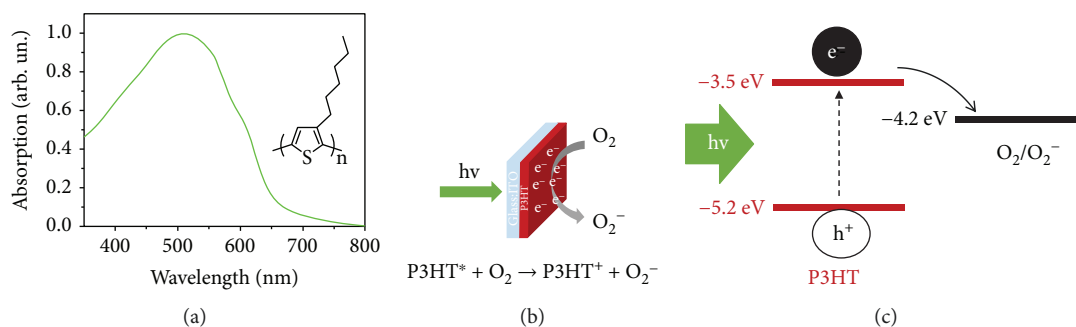 Absorption (arb. un.)
1.0
0.8
0.6
0.4
0.2
0.0
400
500
600
700
800
Wavelength (nm)
S
n
(a)
hν
Glass:ITO
P3HT
e⁻ e⁻
e⁻ e⁻
e⁻ e⁻
e⁻ e⁻
O₂
O₂⁻
P3HT* + O₂ → P3HT⁺ + O₂⁻
(b)
hν
e⁻
−3.5 eV
−4.2 eV
O₂/O₂⁻
−5.2 eV
h⁺
P3HT
(c)